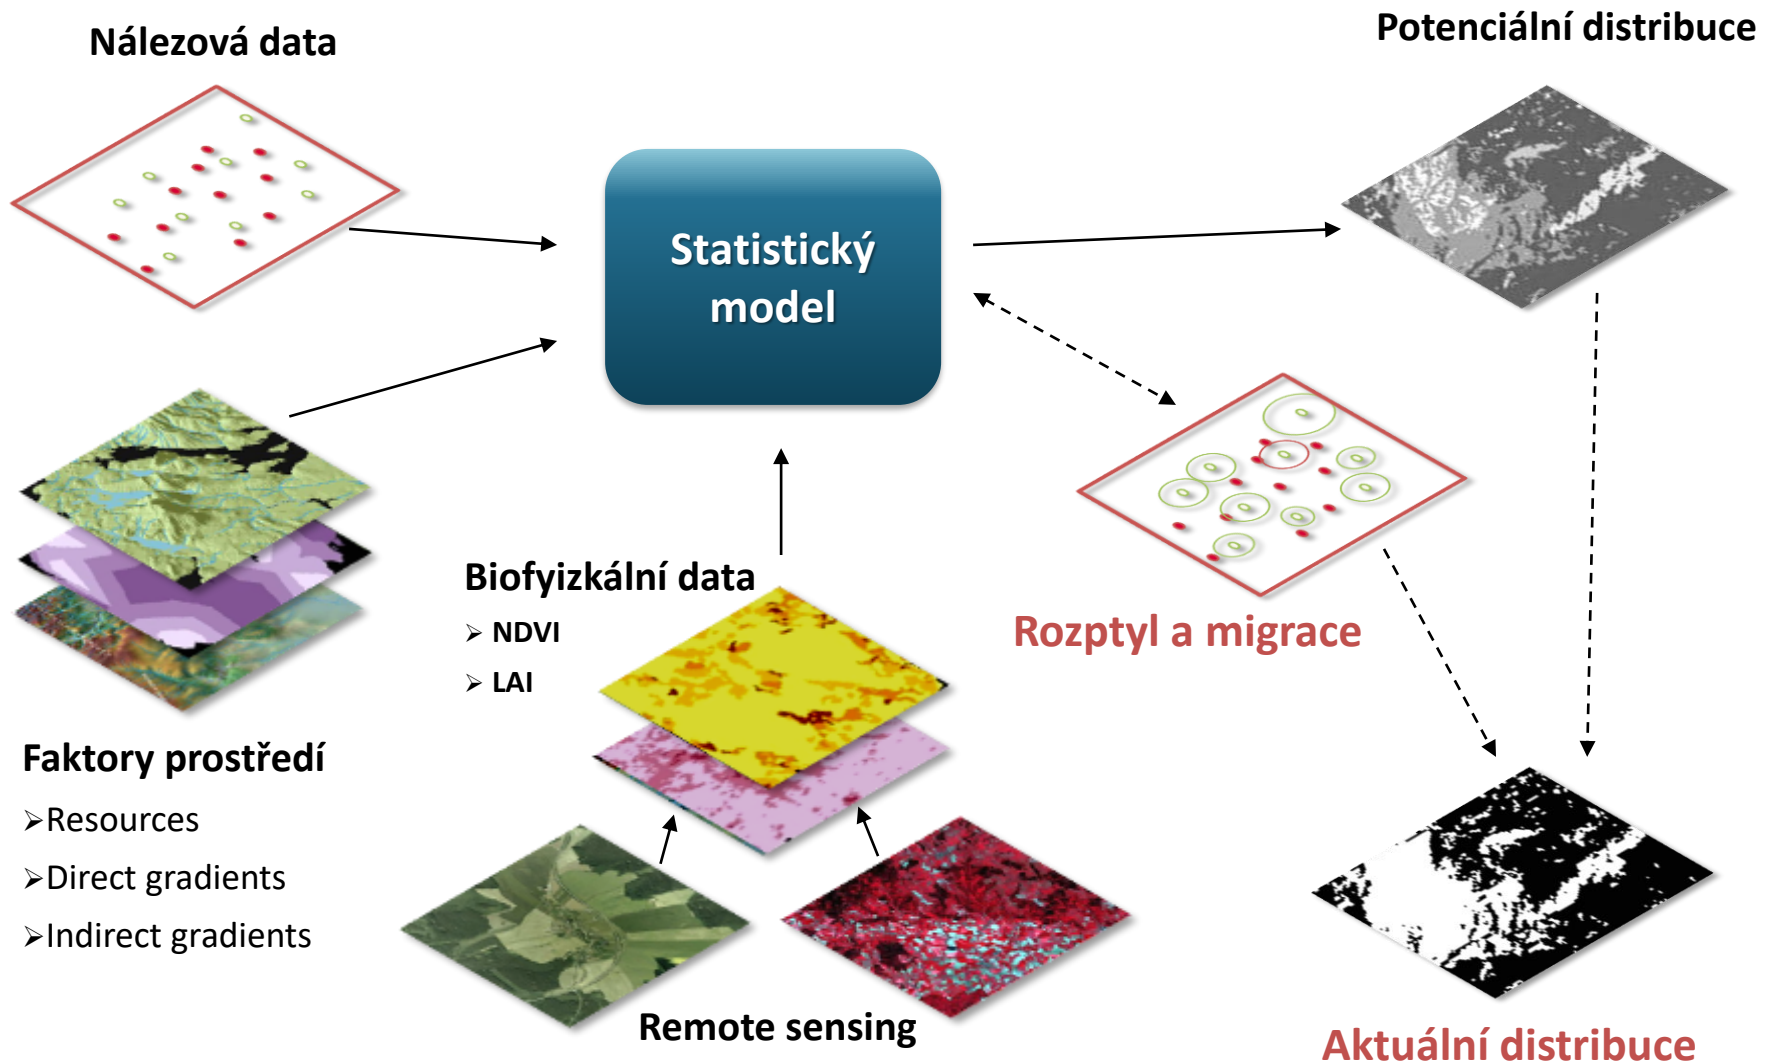 Nálezová data
Potenciální distribuce
Statistický
model
Biofyizkální data
➢ NDVI
➢ LAI
Rozptyl a migrace
Faktory prostředí
➢Resources
➢Direct gradients
➢Indirect gradients
Remote sensing
Aktuální distribuce